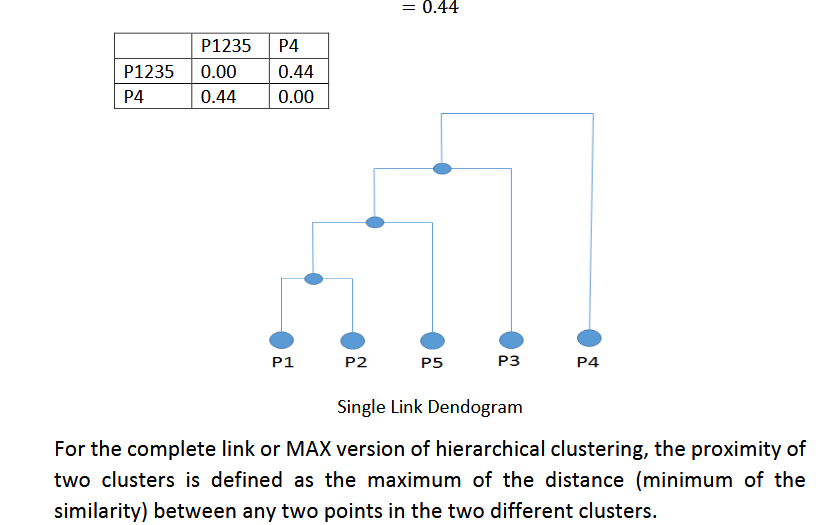 = 0.44
P1235 P4
P1235 0.00 0.44
P4 0.44 0.00
P1 P2 P5 P3 P4
Single Link Dendogram
For the complete link or MAX version of hierarchical clustering, the proximity of
two clusters is defined as the maximum of the distance (minimum of the
similarity) between any two points in the two different clusters.